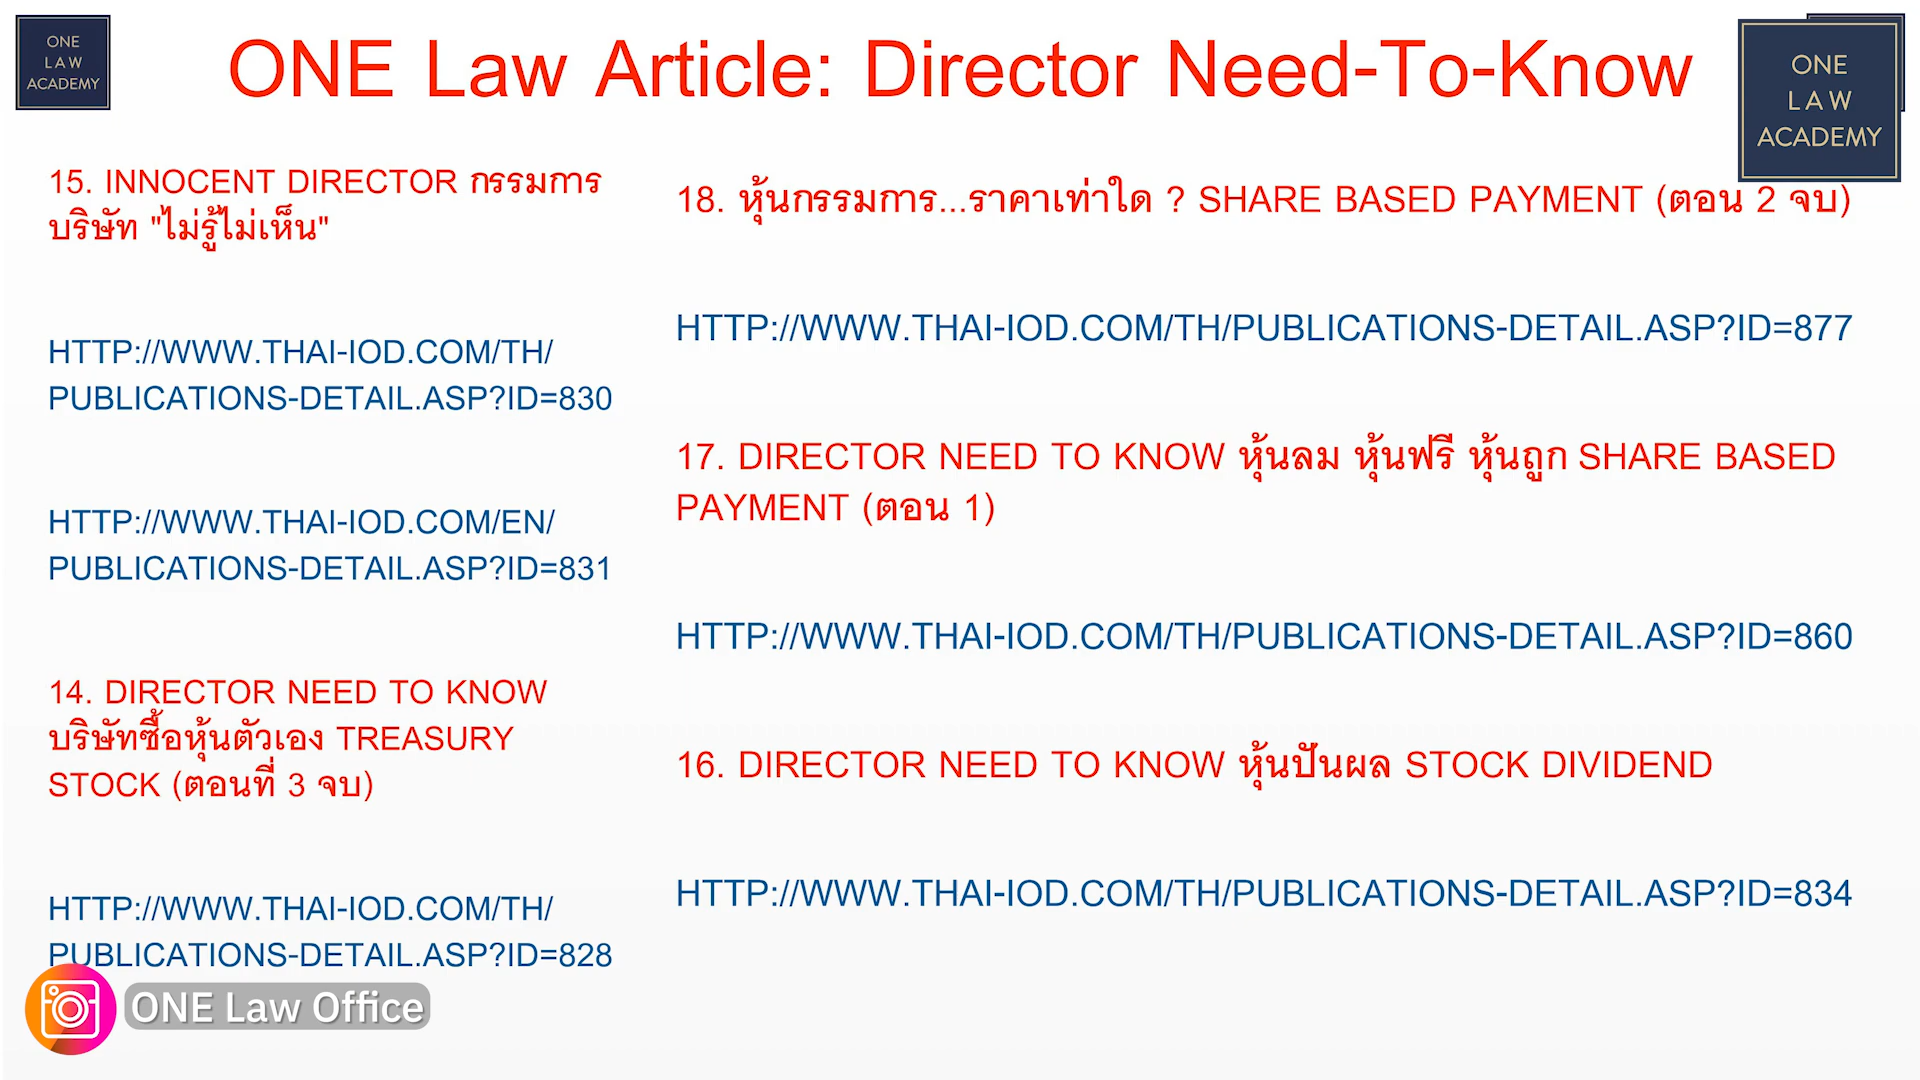 ONE
LAW
ACADEMY
ONE Law Article: Director Need-To-Know
ONE
LAW
ACADEMY
15. INNOCENT DIRECTOR กรรมการ
บริษัท "ไม่รู้ไม่เห็น"
HTTP://WWW.THAI-IOD.COM/TH/
PUBLICATIONS-DETAIL.ASP?ID=830
HTTP://WWW.THAI-IOD.COM/EN/
PUBLICATIONS-DETAIL.ASP?ID=831
14. DIRECTOR NEED TO KNOW
บริษัทซื้อหุ้นตัวเอง TREASURY
STOCK (ตอนที่ 3 จบ)
HTTP://WWW.THAI-IOD.COM/TH/
PUBLICATIONS-DETAIL.ASP?ID=828
18. หุ้นกรรมการ...ราคาเท่าใด ? SHARE BASED PAYMENT (ตอน 2 จบ)
HTTP://WWW.THAI-IOD.COM/TH/PUBLICATIONS-DETAIL.ASP?ID=877
17. DIRECTOR NEED TO KNOW หุ้นลม หุ้นฟรี หุ้นถูก SHARE BASED
PAYMENT (ตอน 1)
HTTP://WWW.THAI-IOD.COM/TH/PUBLICATIONS-DETAIL.ASP?ID=860
16. DIRECTOR NEED TO KNOW หุ้นปันผล STOCK DIVIDEND
HTTP://WWW.THAI-IOD.COM/TH/PUBLICATIONS-DETAIL.ASP?ID=834
ONE Law Office